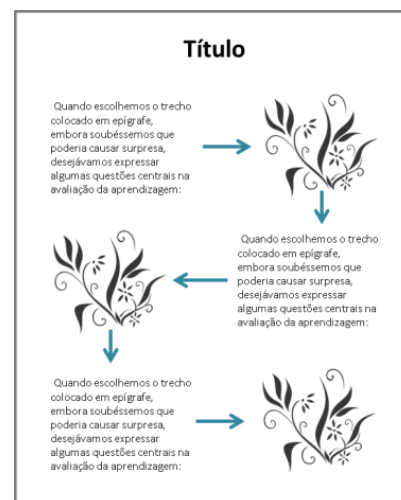 Título
Quando escolhemos o trecho
colocado em epígrafe,
embora soubéssemos que
poderia causar surpresa,
desejávamos expressar
algumas questões centrais na
avaliação da aprendizagem:
Quando escolhemos o trecho
colocado em epígrafe,
embora soubéssemos que
poderia causar surpresa,
desejávamos expressar
algumas questões centrais na
avaliação da aprendizagem:
Quando escolhemos o trecho
colocado em epígrafe,
embora soubéssemos que
poderia causar surpresa,
desejávamos expressar
algumas questões centrais na
avaliação da aprendizagem: